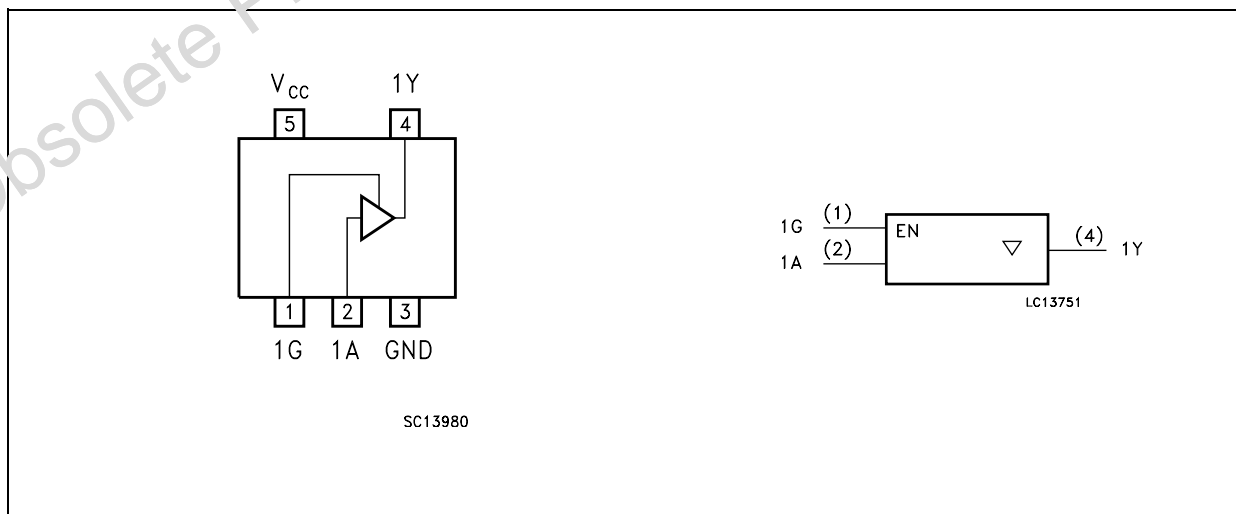 Obsolete
V CC 1Y
5 4
1 2 3
1G 1A GND
SC13980
1G (1) EN
1A (2)
(4) 1Y
LC13751